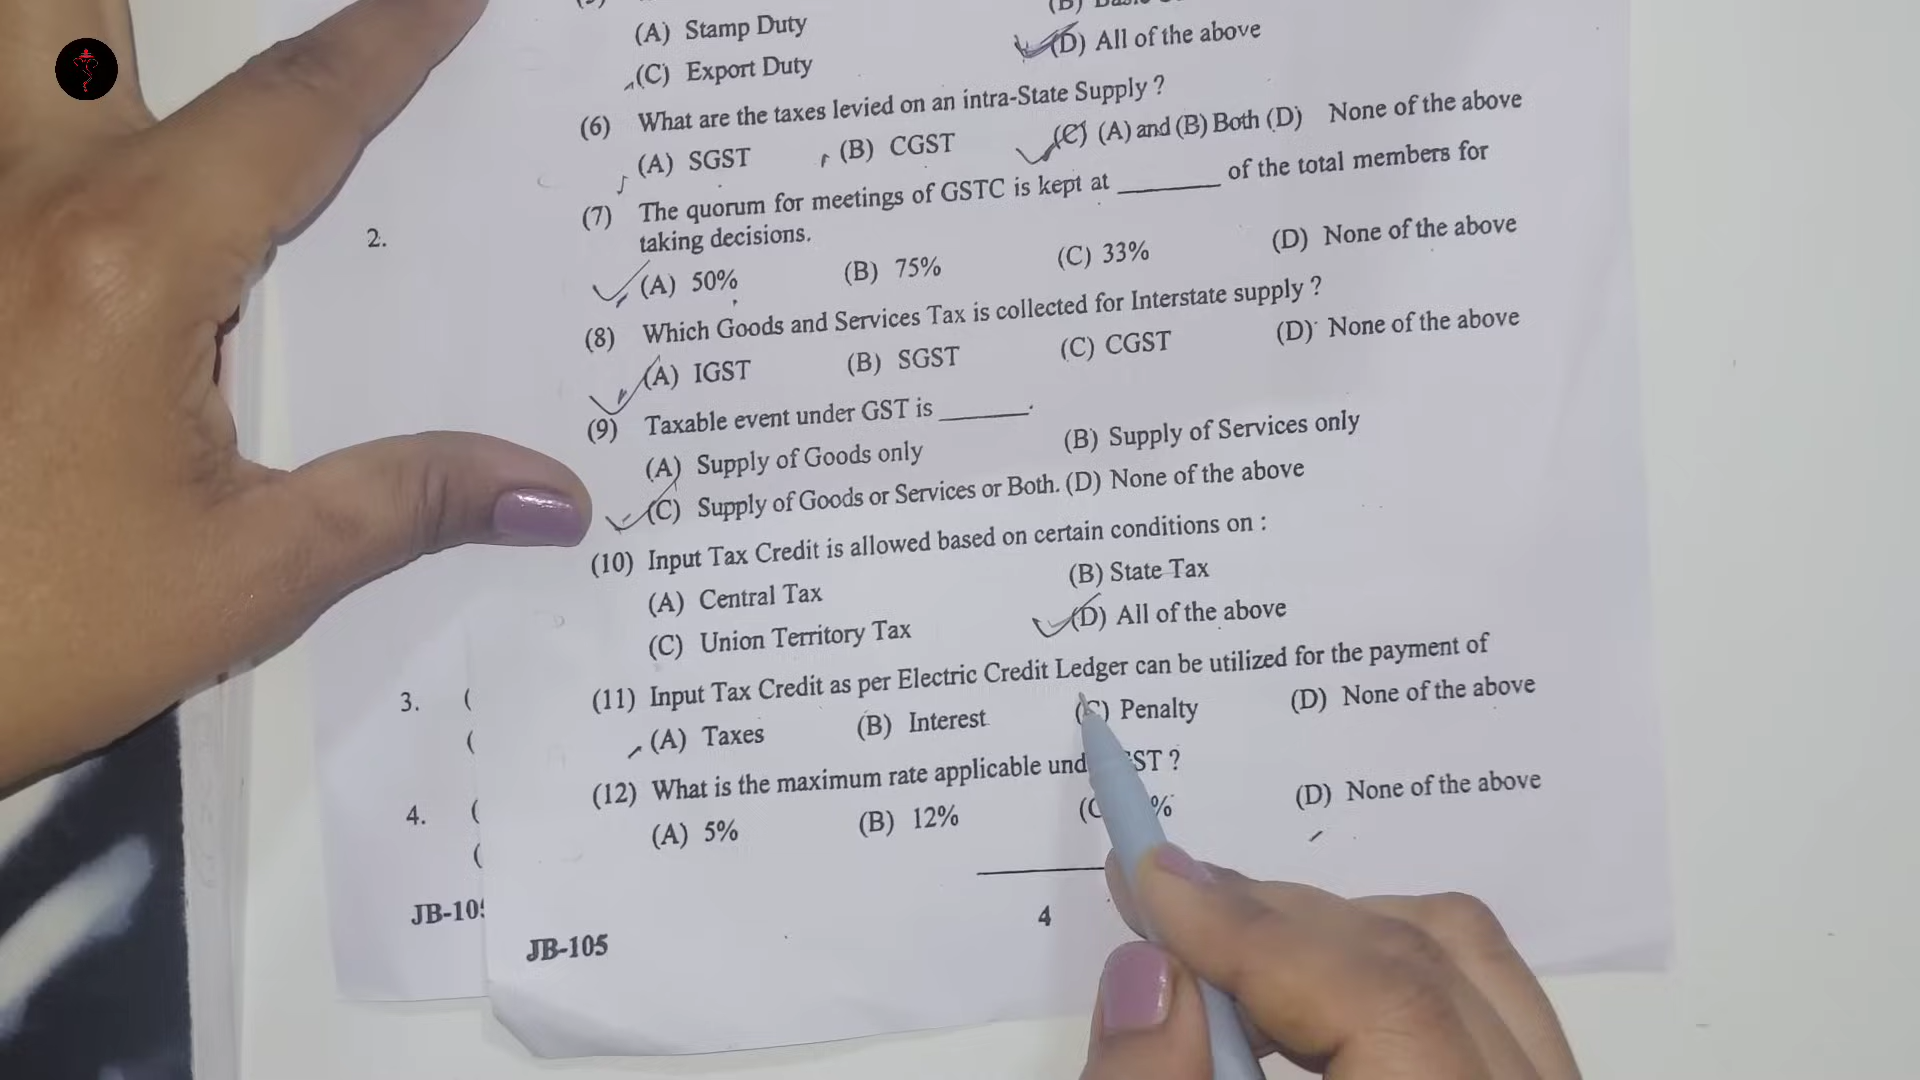 (A) Stamp Duty
(D) All of the above
(C) Export Duty
(6) What are the taxes levied on an intra-State Supply ?
(A) SGST (B) CGST (C) (A) and (B) Both (D) None of the above
2.
(7) The quorum for meetings of GSTC is kept at ________ of the total members for
taking decisions.
(A) 50% (B) 75% (C) 33% (D) None of the above
(8) Which Goods and Services Tax is collected for Interstate supply ?
(A) IGST (B) SGST (C) CGST (D) None of the above
(9) Taxable event under GST is ________.
(A) Supply of Goods only (B) Supply of Services only
(C) Supply of Goods or Services or Both. (D) None of the above
(10) Input Tax Credit is allowed based on certain conditions on :
(A) Central Tax (B) State Tax
(C) Union Territory Tax (D) All of the above
3. (
(11) Input Tax Credit as per Electric Credit Ledger can be utilized for the payment of
(
(A) Taxes (B) Interest (C) Penalty (D) None of the above
4. (
(12) What is the maximum rate applicable ?
(
(A) 5% (B) 12% % (D) None of the above
JB-105
JB-105 4